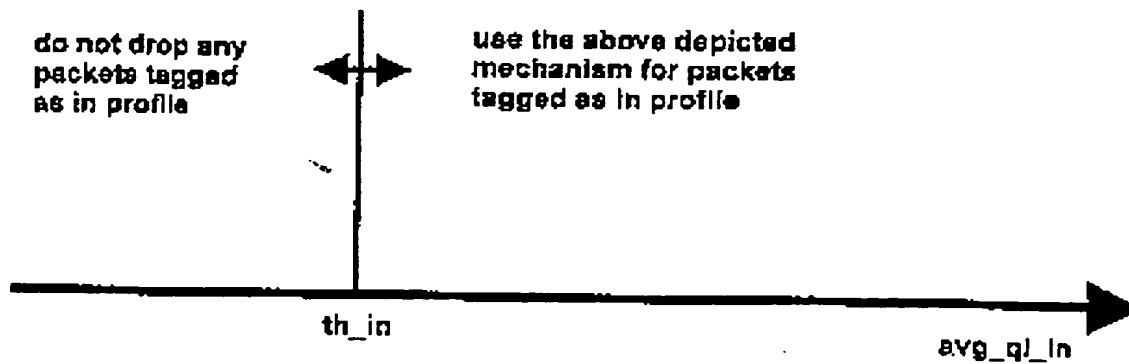 do not drop any
packets tagged
as in profile
use the above depicted
mechanism for packets
tagged as in profile
th_in
avg_ql_in